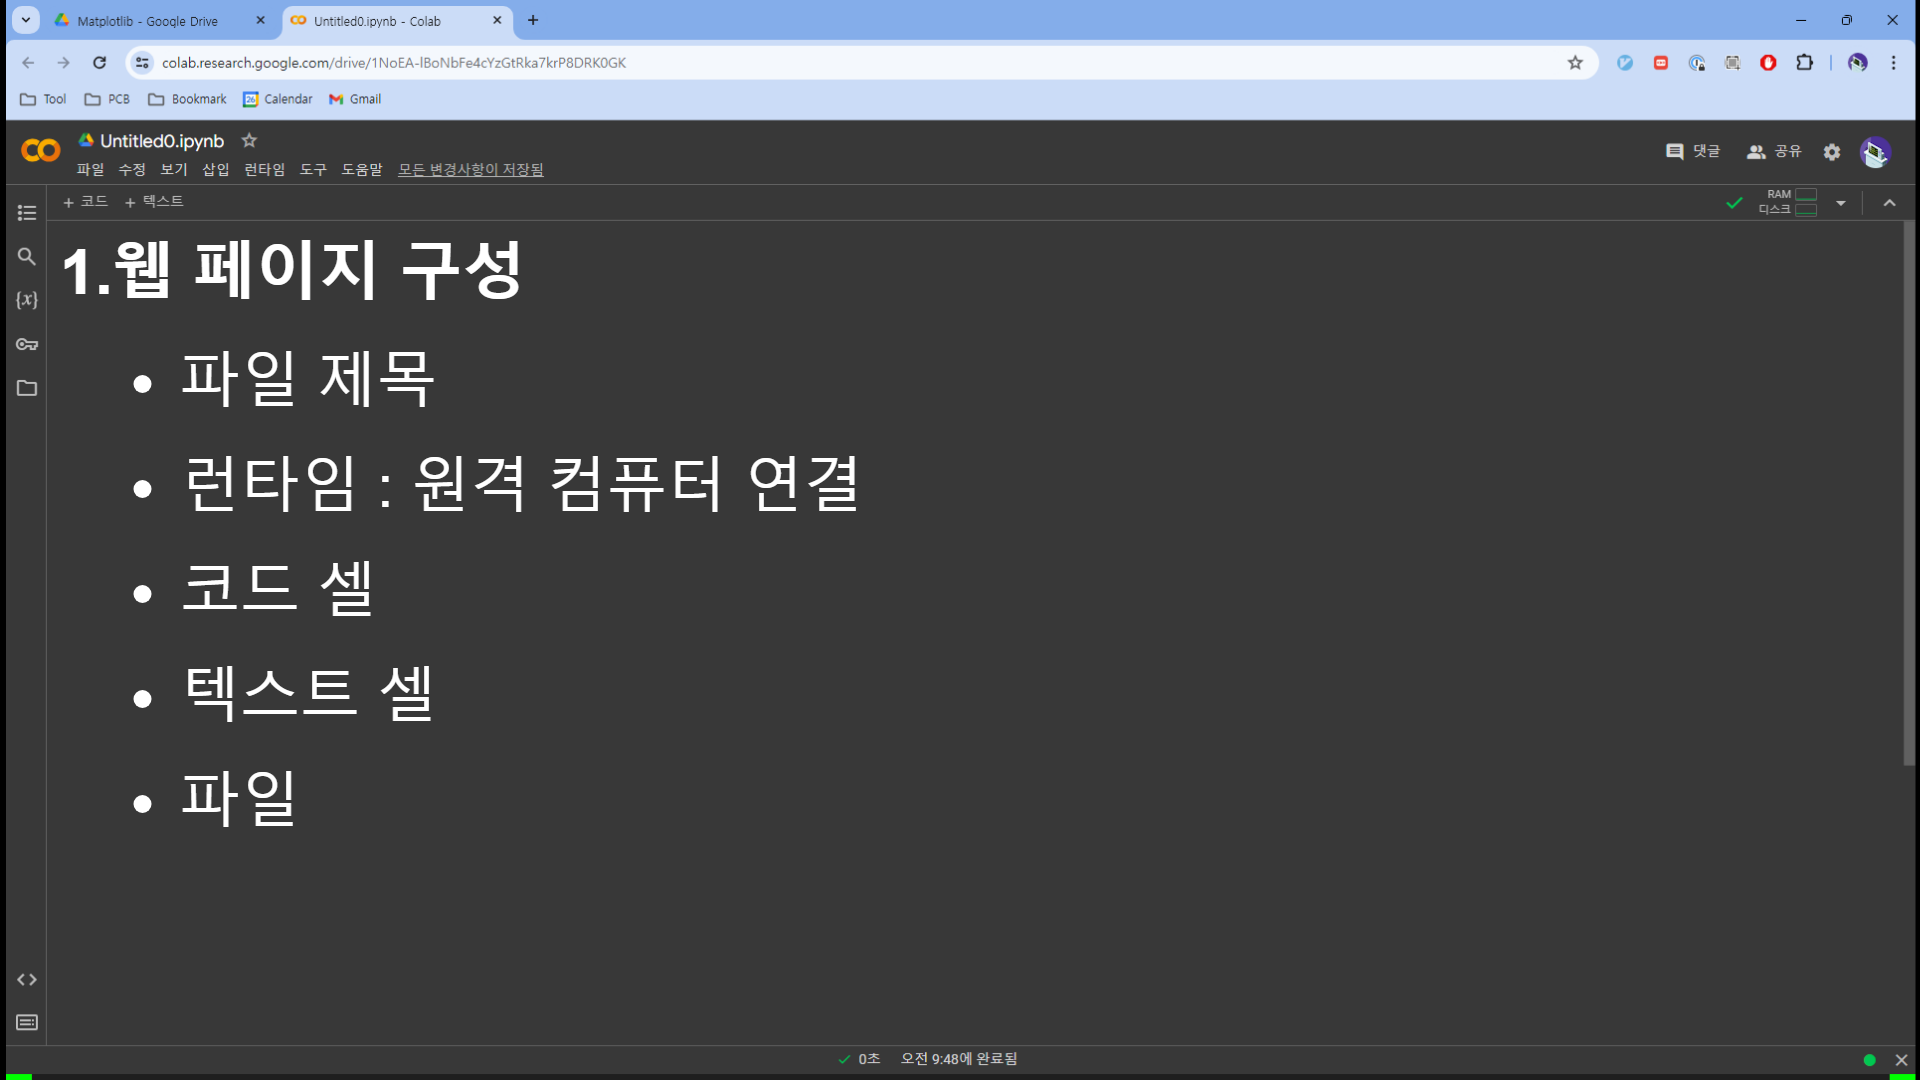 Matplotlib - Google Drive
Untitled0.ipynb - Colab
colab.research.google.com/drive/1NoEA-lBoNbFe4cYzGtRka7krP8DRK0GK
Tool PCB Bookmark Calendar Gmail
Untitled0.ipynb
파일 수정 보기 삽입 런타임 도구 도움말 모든 변경사항이 저장됨
댓글 공유
+ 코드 + 텍스트
RAM
디스크
1.웹 페이지 구성
• 파일 제목
• 런타임 : 원격 컴퓨터 연결
• 코드 셀
• 텍스트 셀
• 파일
0초 오전 9:48에 완료됨